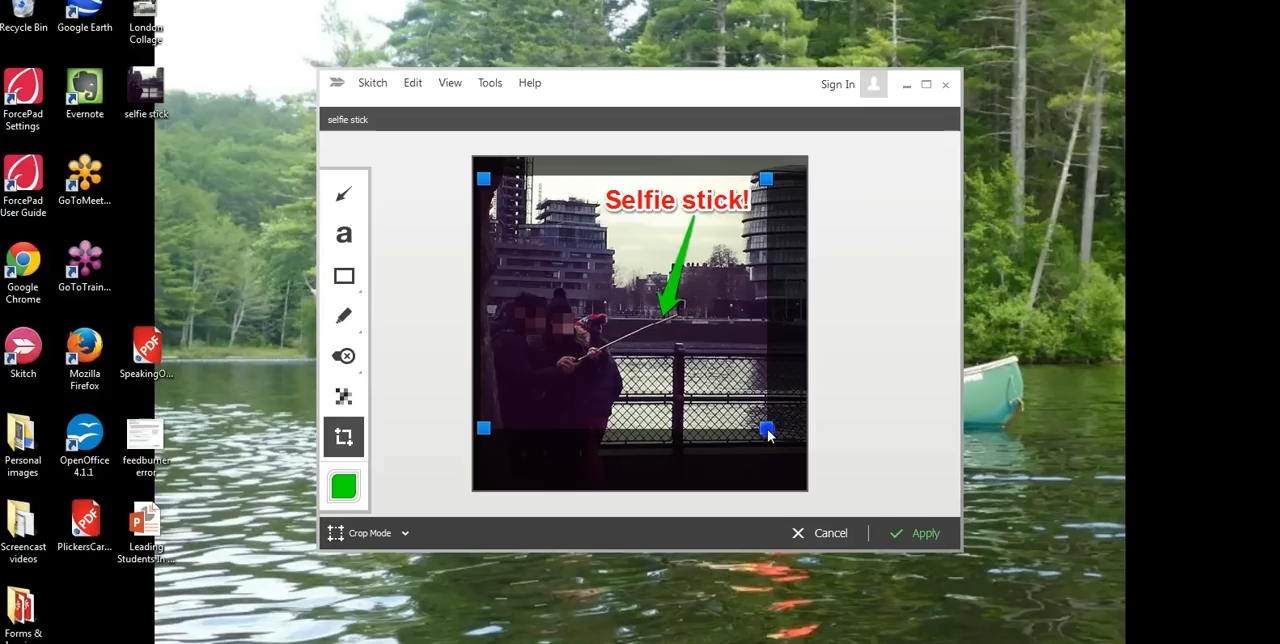 Recycle Bin
Google Earth
London
Collage
ForcePad
Settings
Evernote
selfie stick
ForcePad
User Guide
GoToMeet...
Google
Chrome
GoToTrain...
Skitch
Mozilla
Firefox
SpeakingO...
Personal
images
OpenOffice
4.1.1
feedburner
error
Screencast
videos
PlickersCar...
Leading
Students In ...
Forms &
Skitch Edit View Tools Help
Sign In
selfie stick
a
Selfie stick!
PDF
PDF
Crop Mode
Cancel
Apply